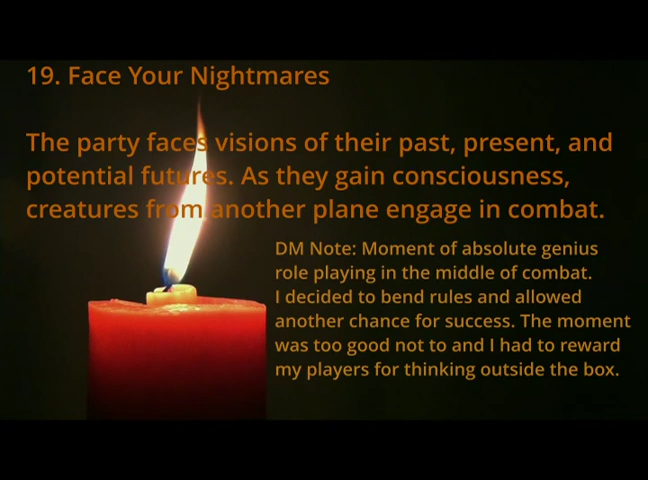 19. Face Your Nightmares
The party faces visions of their past, present, and
potential futures. As they gain consciousness,
creatures from another plane engage in combat.
DM Note: Moment of absolute genius
role playing in the middle of combat.
I decided to bend rules and allowed
another chance for success. The moment
was too good not to and I had to reward
my players for thinking outside the box.